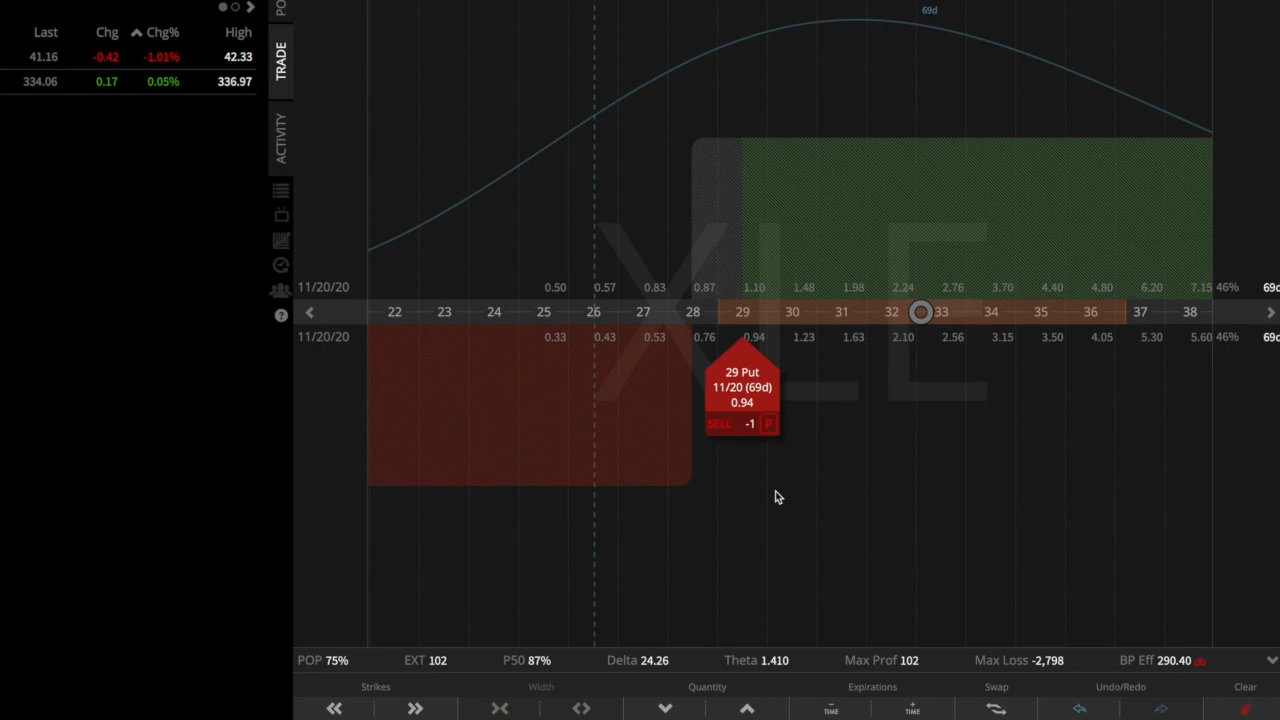 Last Chg Chg% High
41.16 -0.42 -1.01% 42.33
334.06 0.17 0.05% 336.97
PO
TRADE
ACTIVITY
?
69d
XLE
11/20/20 0.50 0.57 0.83 0.87 1.10 1.48 1.98 2.24 2.76 3.70 4.40 4.80 6.20 7.15 46% 69d
22 23 24 25 26 27 28 29 30 31 32 33 34 35 36 37 38
11/20/20 0.33 0.43 0.53 0.76 0.94 1.23 1.63 2.10 2.56 3.15 3.50 4.05 5.30 5.60 46% 69d
29 Put
11/20 (69d)
0.94
SELL -1 P
POP 75% EXT 102 P50 87% Delta 24.26 Theta 1.410 Max Prof 102 Max Loss -2,798 BP Eff 290.40
Strikes Width Quantity Expirations Swap Undo/Redo Clear
TIME TIME